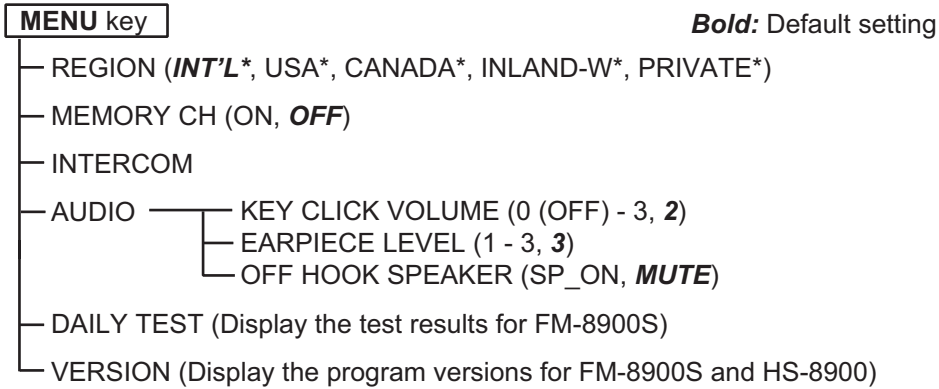 MENU key
Bold: Default setting
REGION (INT’L*, USA*, CANADA*, INLAND-W*, PRIVATE*)
MEMORY CH (ON, OFF)
INTERCOM
AUDIO
KEY CLICK VOLUME (0 (OFF) - 3, 2)
EARPIECE LEVEL (1 - 3, 3)
OFF HOOK SPEAKER (SP_ON, MUTE)
DAILY TEST (Display the test results for FM-8900S)
VERSION (Display the program versions for FM-8900S and HS-8900)